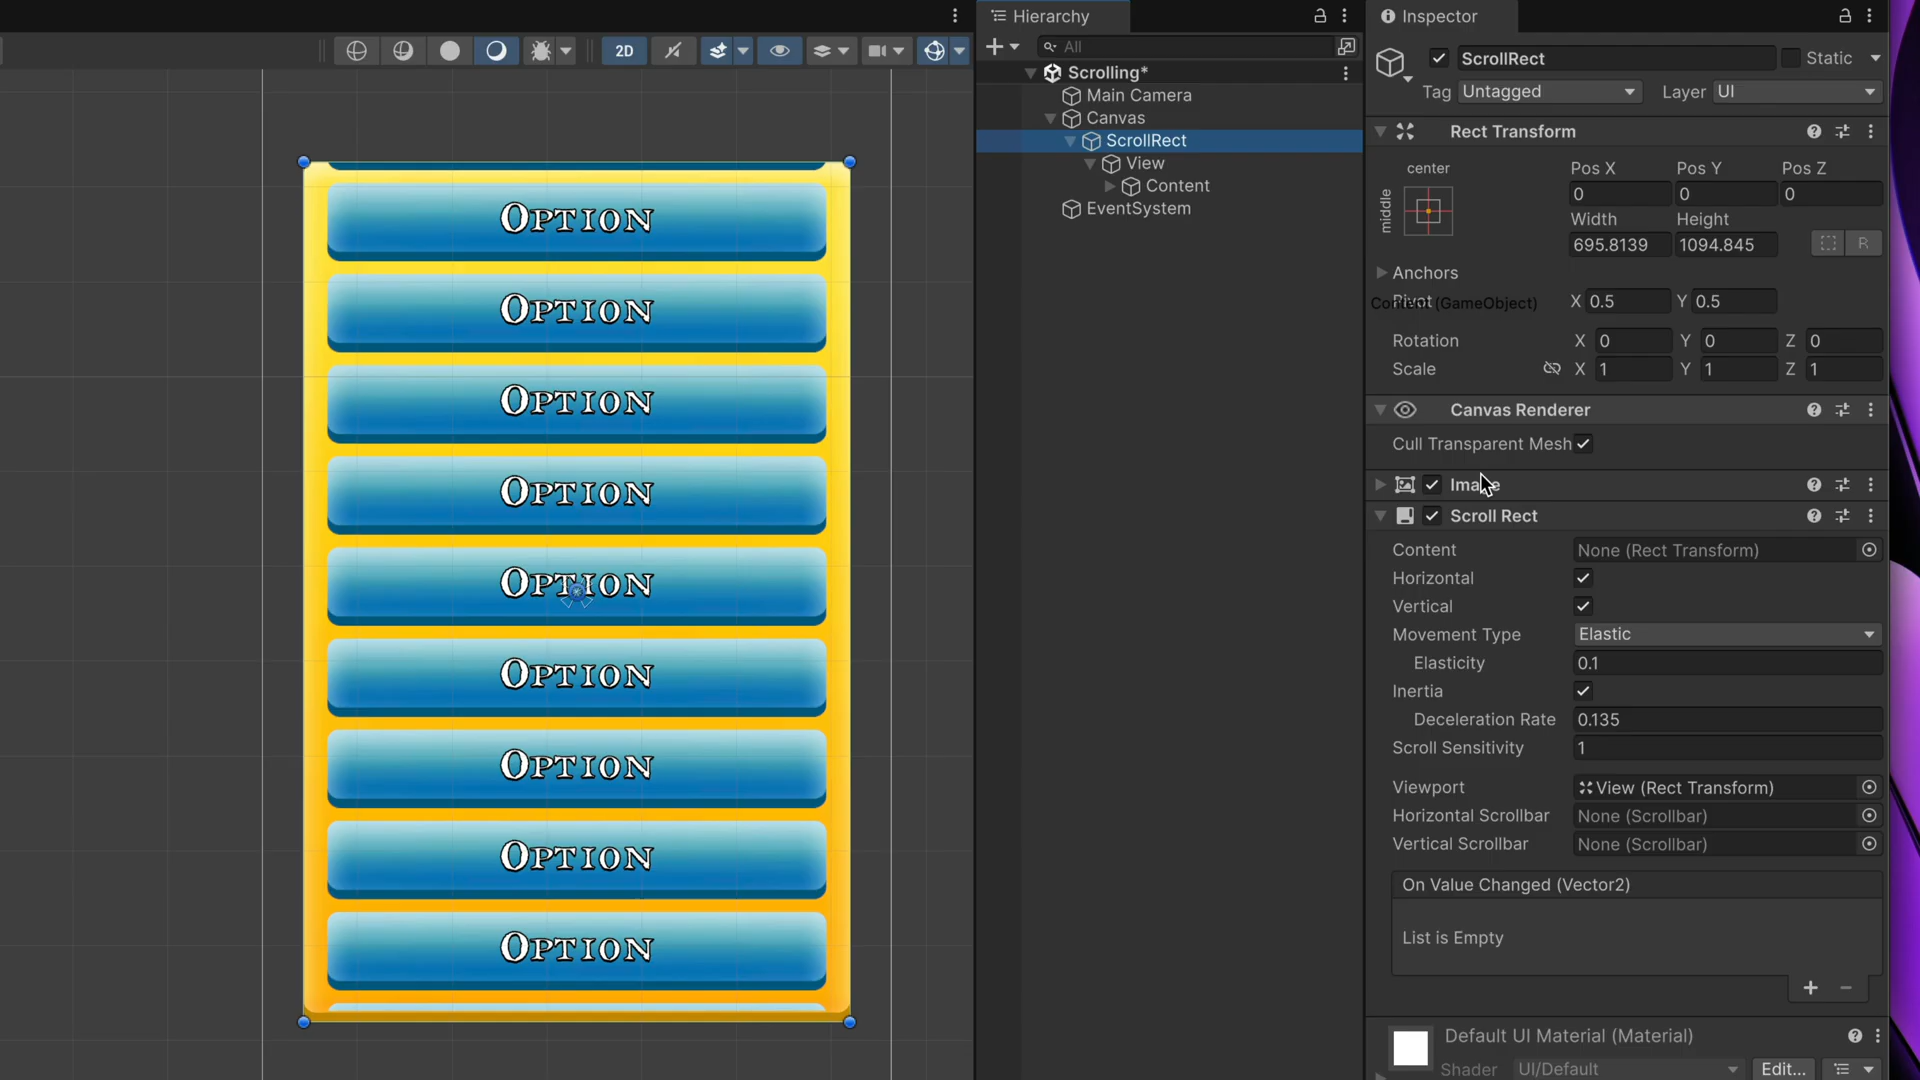 Hierarchy
Inspector
2D
All
Scrolling*
Main Camera
Canvas
ScrollRect
View
Content
EventSystem
ScrollRect
Static
Tag Untagged Layer UI
Rect Transform
center
middle
Pos X Pos Y Pos Z
0 0 0
Width Height
695.8139 1094.845
R
Anchors
Pivot X 0.5 Y 0.5
Content (GameObject)
Rotation X 0 Y 0 Z 0
Scale X 1 Y 1 Z 1
Canvas Renderer
Cull Transparent Mesh
Image
Scroll Rect
Content None (Rect Transform)
Horizontal
Vertical
Movement Type Elastic
Elasticity 0.1
Inertia
Deceleration Rate 0.135
Scroll Sensitivity 1
Viewport View (Rect Transform)
Horizontal Scrollbar None (Scrollbar)
Vertical Scrollbar None (Scrollbar)
On Value Changed (Vector2)
List is Empty
Default UI Material (Material)
Shader UI/Default Edit...
Option
Option
Option
Option
Option
Option
Option
Option
Option